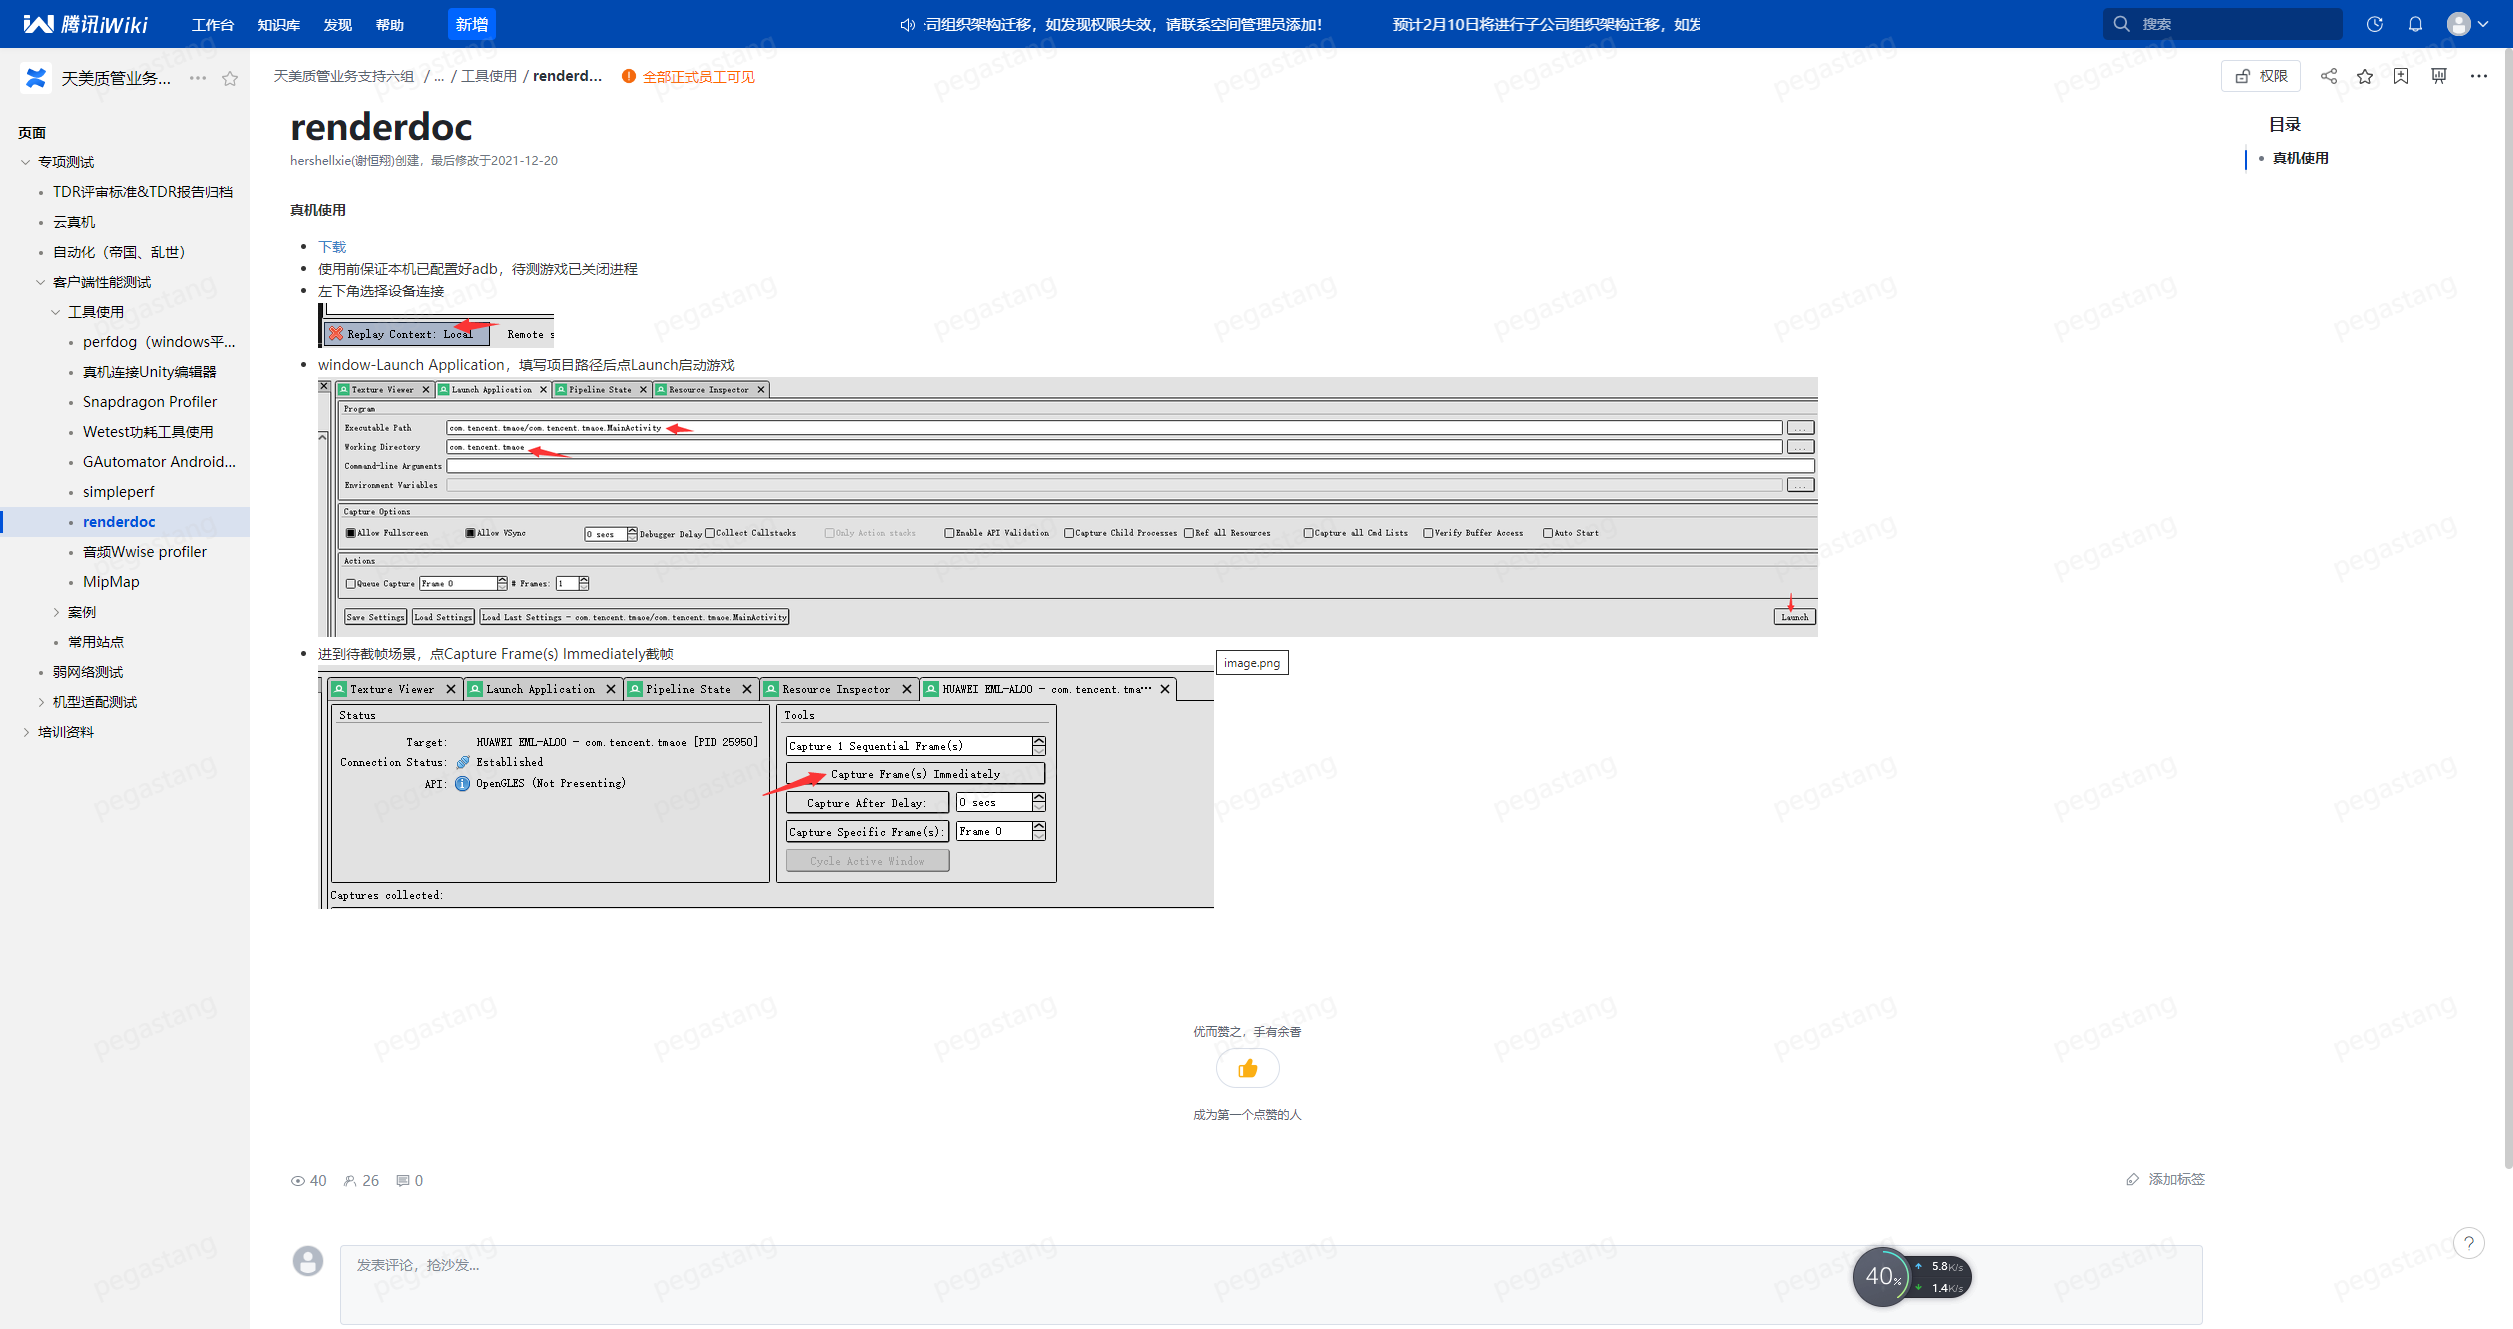 腾讯iWiki
工作台 知识库 发现 帮助 新增
司组织架构迁移，如发现权限失效，请联系空间管理员添加！ 预计2月10日将进行子公司组织架构迁移，如发
搜索
天美质管业务...
天美质管业务支持六组 / ... / 工具使用 / renderd... 全部正式员工可见
权限
页面
专项测试
TDR评审标准&TDR报告归档
云真机
自动化（帝国、乱世）
客户端性能测试
工具使用
perfdog（windows平...
真机连接Unity编辑器
Snapdragon Profiler
Wetest功耗工具使用
GAutomator Android...
simpleperf
renderdoc
音频Wwise profiler
MipMap
案例
常用站点
弱网络测试
机型适配测试
培训资料
renderdoc
hershellxie(谢恒翔)创建，最后修改于2021-12-20
真机使用
下载
使用前保证本机已配置好adb，待测游戏已关闭进程
左下角选择设备连接
Replay Context: Local Remote s
window-Launch Application，填写项目路径后点Launch启动游戏
Texture Viewer Launch Application Pipeline State Resource Inspector
Program
Executable Path com.tencent.tmaoe/com.tencent.tmaoe.MainActivity ...
Working Directory com.tencent.tmaoe ...
Command-line Arguments
Environment Variables ...
Capture Options
Allow Fullscreen Allow VSync 0 secs Debugger Delay Collect Callstacks Only Action stacks Enable API Validation Capture Child Processes Ref all Resources Capture all Cmd Lists Verify Buffer Access Auto Start
Actions
Queue Capture Frame 0 # Frames: 1
Save Settings Load Settings Load Last Settings - com.tencent.tmaoe/com.tencent.tmaoe.MainActivity Launch
进到待截帧场景，点Capture Frame(s) Immediately截帧
image.png
Texture Viewer Launch Application Pipeline State Resource Inspector HUAWEI EML-AL00 - com.tencent.tma...
Status
Target: HUAWEI EML-AL00 - com.tencent.tmaoe [PID 25950]
Connection Status: Established
API: OpenGLES (Not Presenting)
Tools
Capture 1 Sequential Frame(s)
Capture Frame(s) Immediately
Capture After Delay: 0 secs
Capture Specific Frame(s): Frame 0
Cycle Active Window
Captures collected:
目录
真机使用
优而赞之，手有余香
成为第一个点赞的人
40 26 0
添加标签
发表评论，抢沙发...
40%
5.8K/s
1.4K/s
?
pegastang